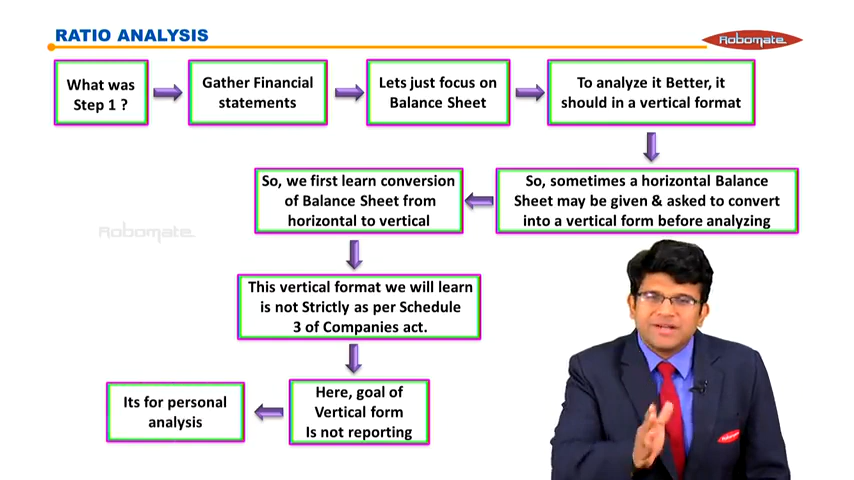 RATIO ANALYSIS
Robomate
What was
Step 1 ?
Gather Financial
statements
Lets just focus on
Balance Sheet
To analyze it Better, it
should in a vertical format
So, sometimes a horizontal Balance
Sheet may be given & asked to convert
into a vertical form before analyzing
So, we first learn conversion
of Balance Sheet from
horizontal to vertical
Robomate
This vertical format we will learn
is not Strictly as per Schedule
3 of Companies act.
Here, goal of
Vertical form
Is not reporting
Its for personal
analysis
Robomate